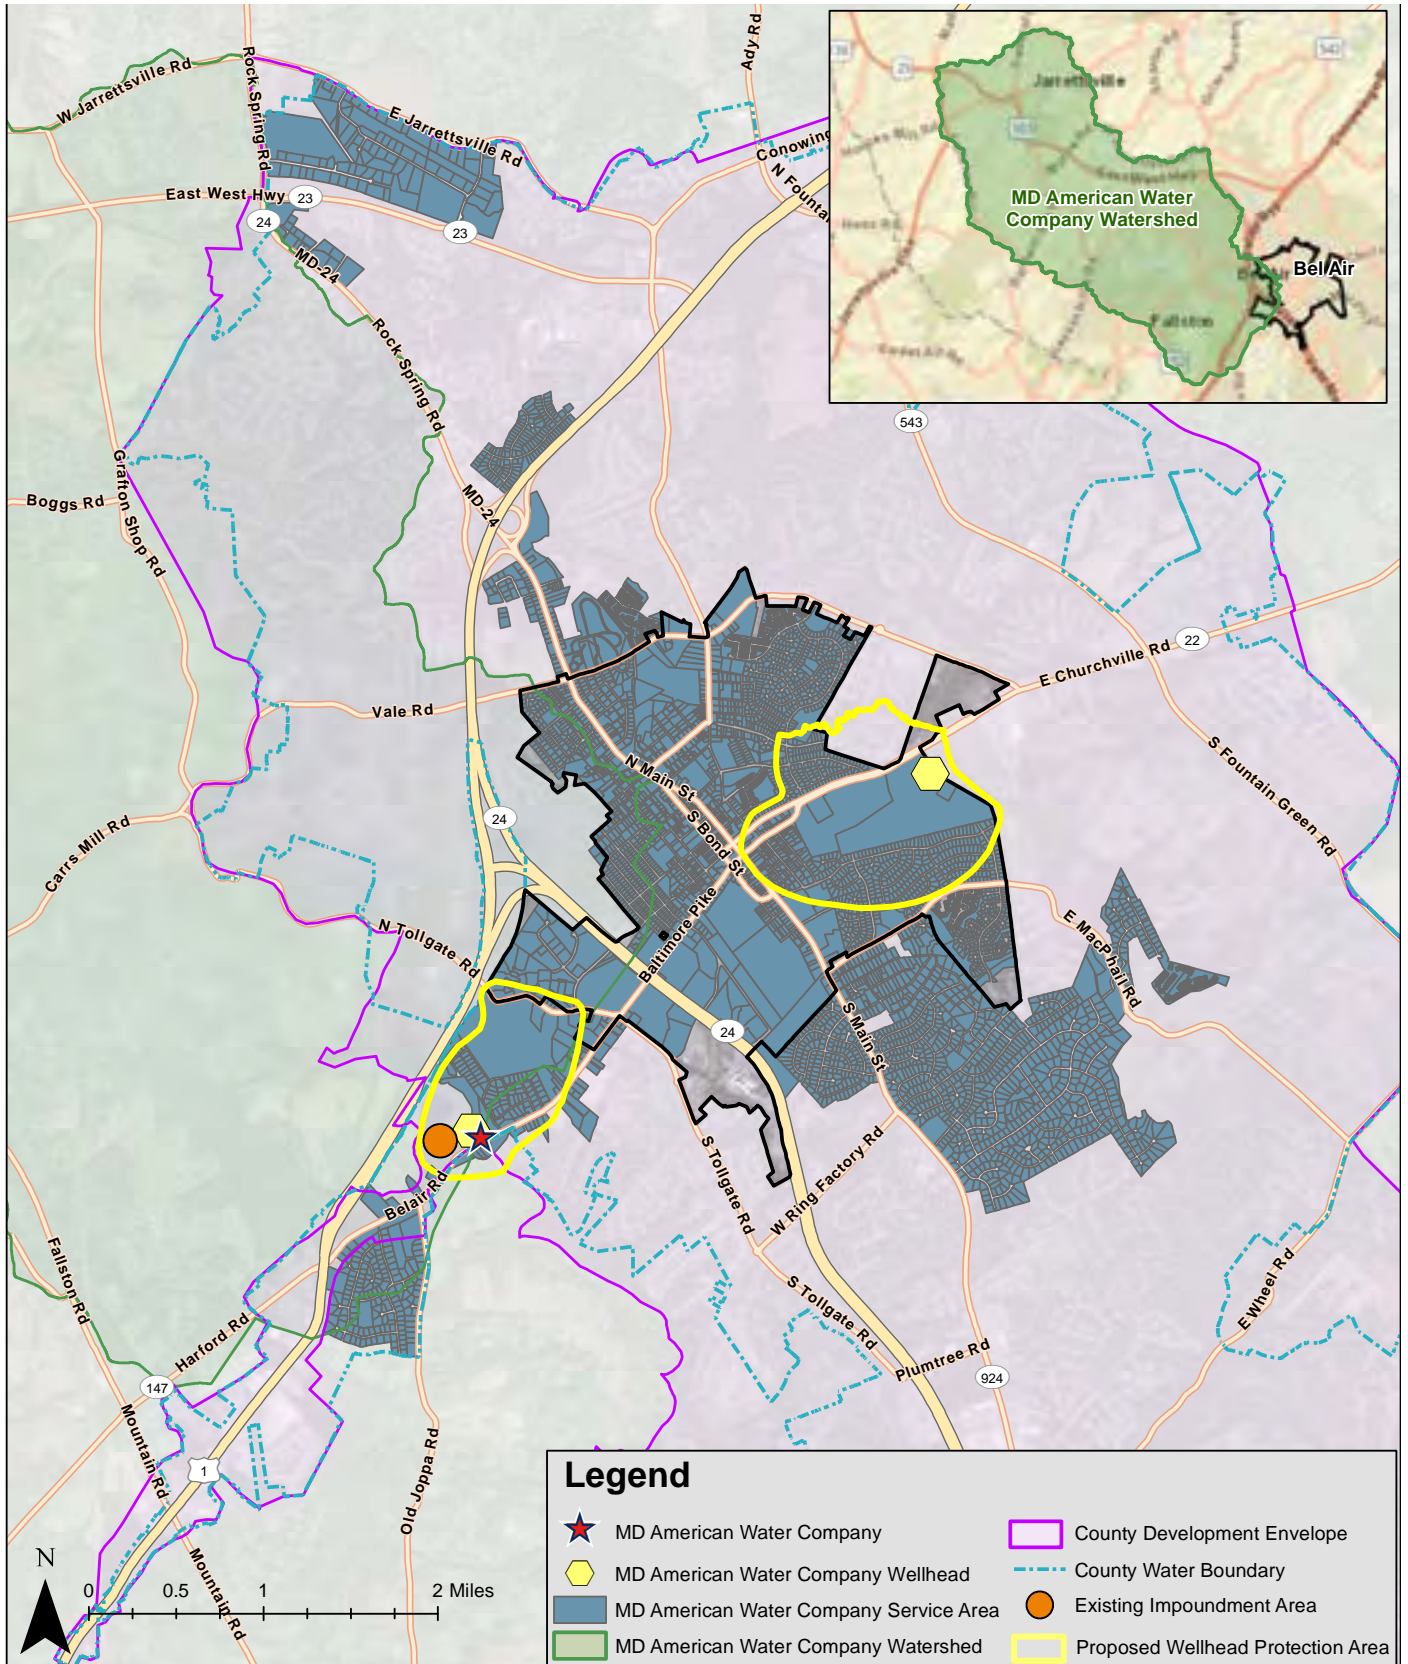 W Jarrettsville Rd
Rock Spring Rd
E Jarrettsville Rd
Ady Rd
Conowing
N Fountai
East West Hwy
23
24
23
MD-24
Rock Spring Rd
Jarrettsville
MD American Water
Company Watershed
Bel Air
Fallston
543
Grafton Shop Rd
Boggs Rd
MD-24
22
E Churchville Rd
Vale Rd
N Main St
S Bond St
24
S Fountain Green Rd
Carrs Mill Rd
N Tollgate Rd
Baltimore Pike
E MacPhail Rd
24
S Main St
S Tollgate Rd
W Ring Factory Rd
Belair Rd
Fallston Rd
Harford Rd
S Tollgate Rd
E Wheel Rd
Plumtree Rd
147
924
Mountain Rd
Old Joppa Rd
1
Mountain Rd
N
0
0.5
1
2 Miles
Legend
MD American Water Company
MD American Water Company Wellhead
MD American Water Company Service Area
MD American Water Company Watershed
County Development Envelope
County Water Boundary
Existing Impoundment Area
Proposed Wellhead Protection Area